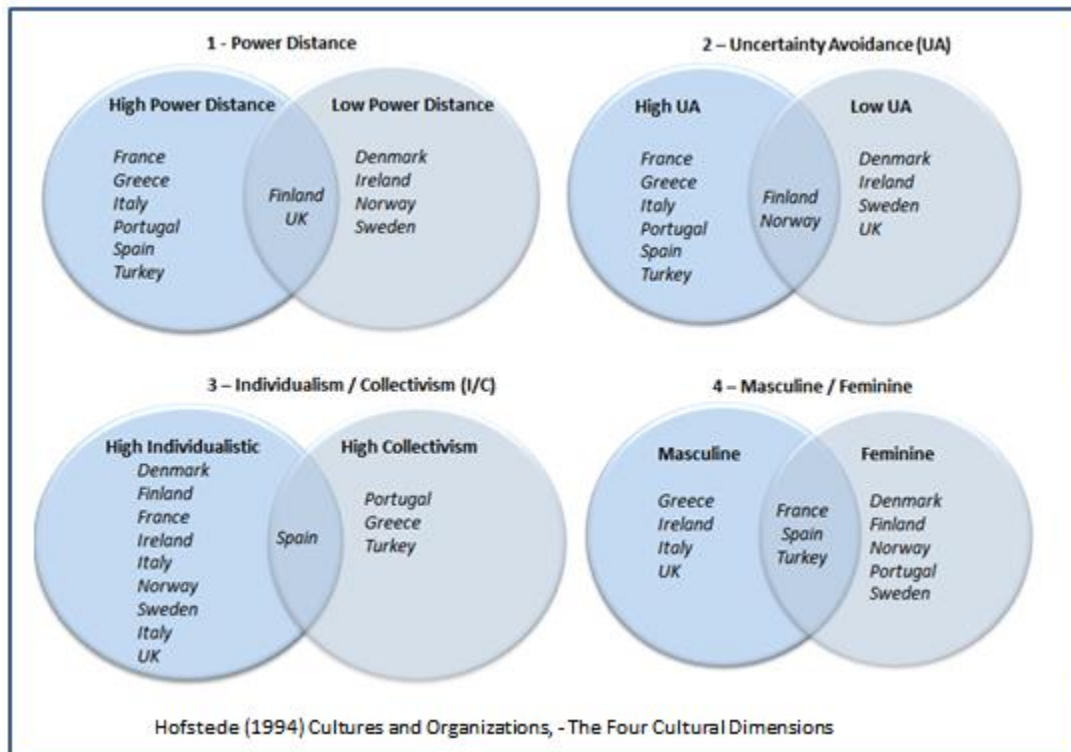 1 - Power Distance
High Power Distance
France
Greece
Italy
Portugal
Spain
Turkey
Finland
UK
Low Power Distance
Denmark
Ireland
Norway
Sweden
2 – Uncertainty Avoidance (UA)
High UA
France
Greece
Italy
Portugal
Spain
Turkey
Finland
Norway
Low UA
Denmark
Ireland
Sweden
UK
3 – Individualism / Collectivism (I/C)
High Individualistic
Denmark
Finland
France
Ireland
Italy
Norway
Sweden
Italy
UK
Spain
High Collectivism
Portugal
Greece
Turkey
4 – Masculine / Feminine
Masculine
Greece
Ireland
Italy
UK
France
Spain
Turkey
Feminine
Denmark
Finland
Norway
Portugal
Sweden
Hofstede (1994) Cultures and Organizations, - The Four Cultural Dimensions